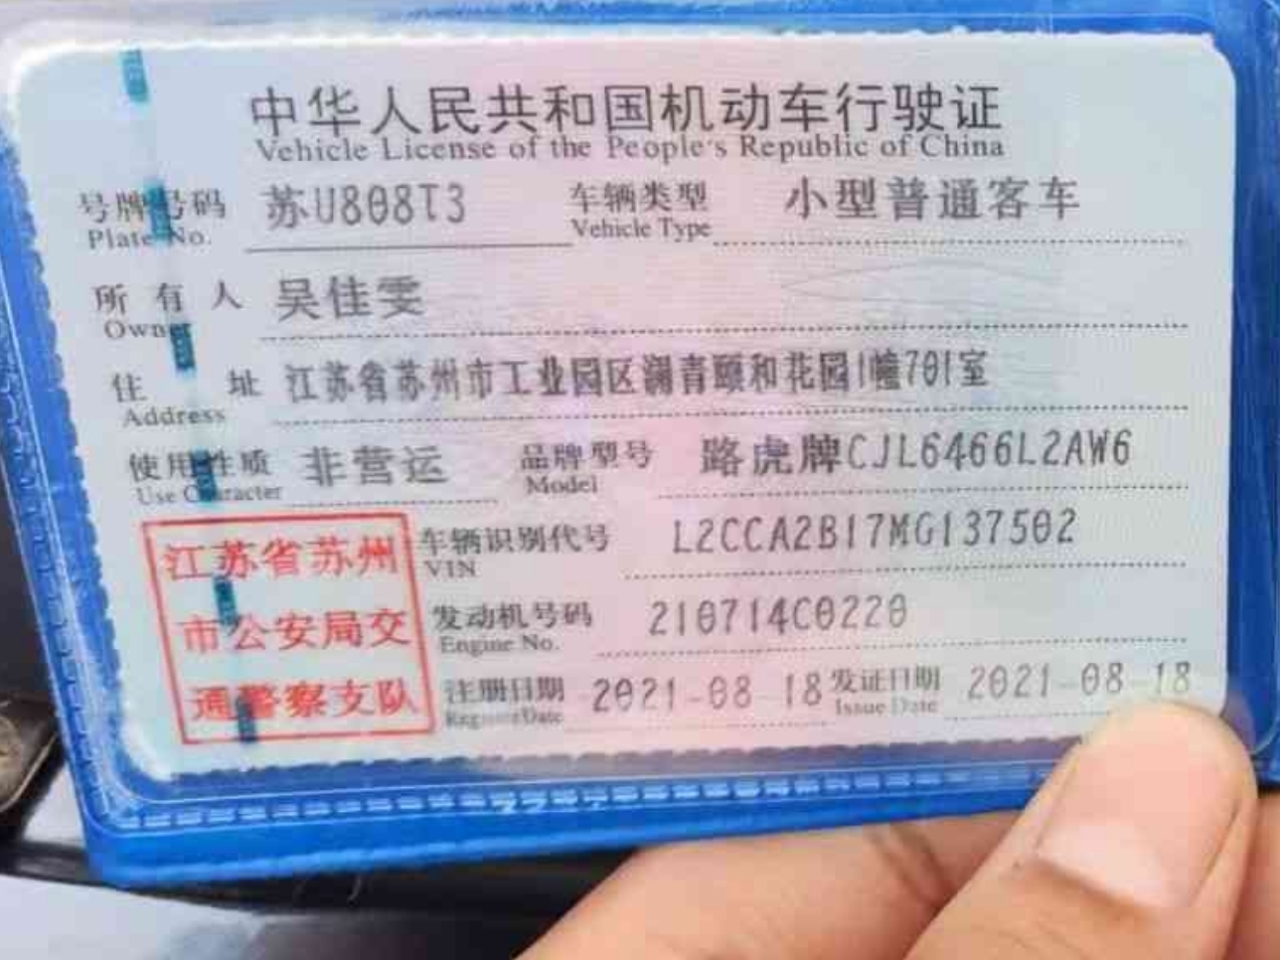 中华人民共和国机动车行驶证
Vehicle License of the People's Republic of China
号牌号码 苏U808T3 车辆类型 小型普通客车
Plate No. Vehicle Type
所有人 吴佳雯
Owner
住址 江苏省苏州市工业园区澜青颐和花园1幢701室
Address
使用性质 非营运 品牌型号 路虎牌CJL6466L2AW6
Use Character Model
车辆识别代号 L2CCA2B17MG137502
VIN
发动机号码 210714C0220
Engine No.
注册日期 2021-08-18 发证日期 2021-08-18
Register Date Issue Date
江苏省苏州
市公安局交
通警察支队